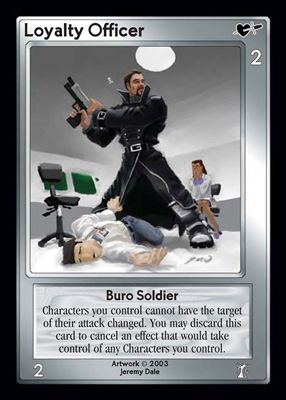 Loyalty Officer
2
Buro Soldier
Characters you control cannot have the target
of their attack changed. You may discard this
card to cancel an effect that would take
control of any Characters you control.
2
Artwork © 2003
Jeremy Dale